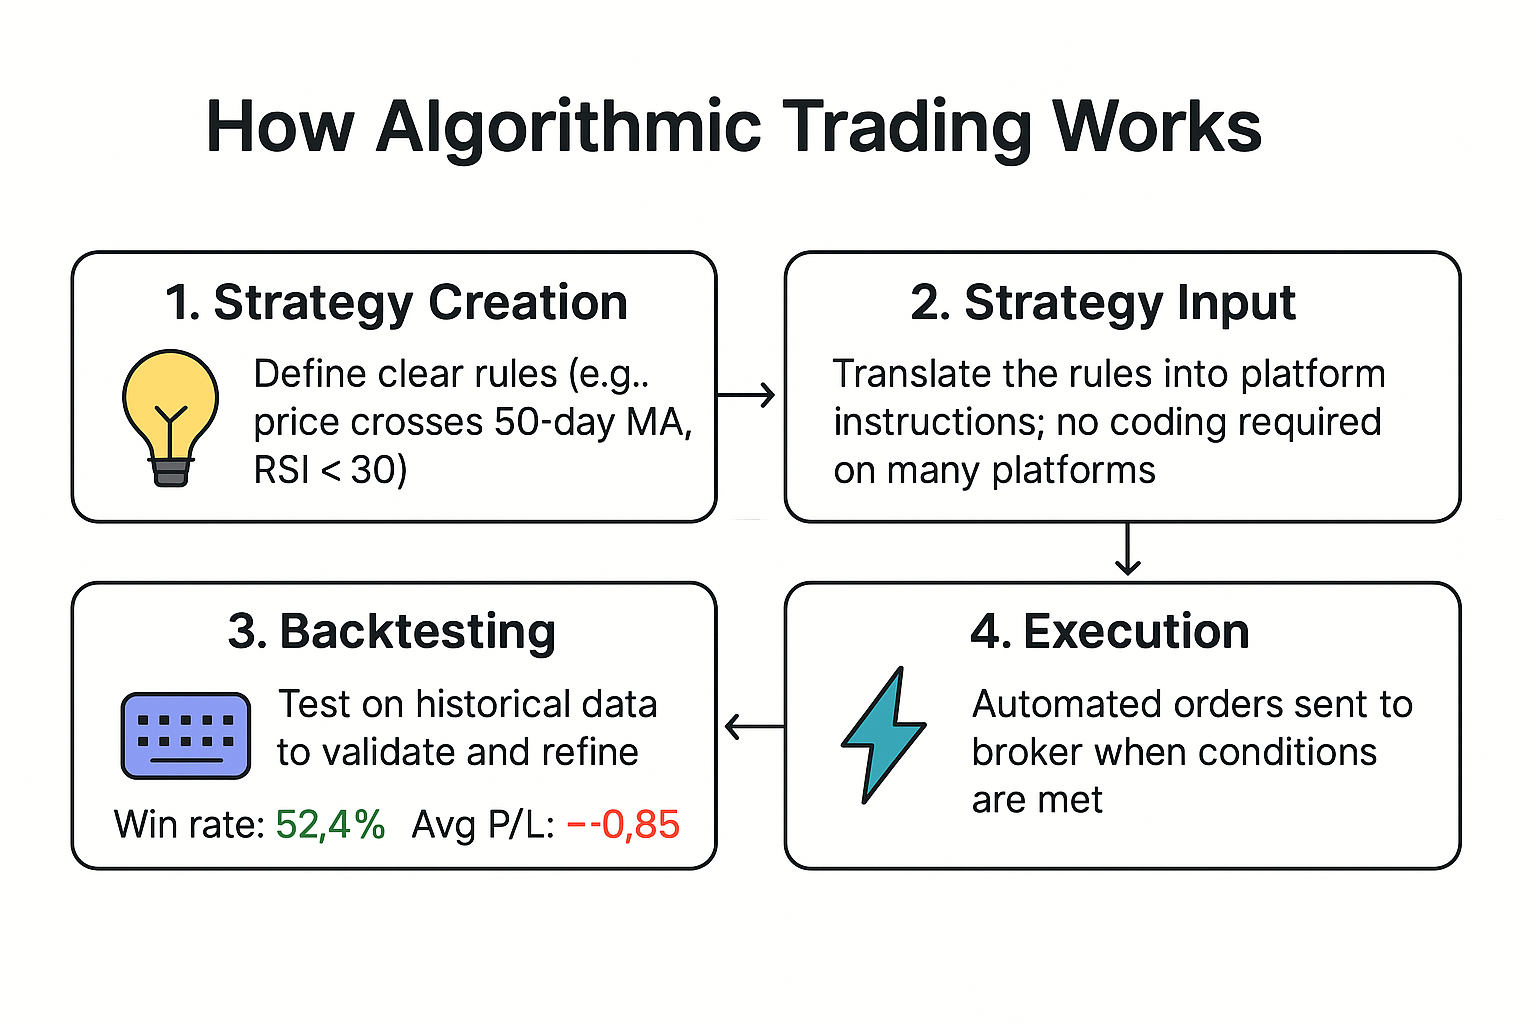 How Algorithmic Trading Works
1. Strategy Creation
Define clear rules (e.g..
price crosses 50-day MA,
RSI < 30)
2. Strategy Input
Translate the rules into platform
instructions; no coding required
on many platforms
3. Backtesting
Test on historical data
to validate and refine
Win rate: 52,4% Avg P/L: –-0,85
4. Execution
Automated orders sent to
broker when conditions
are met